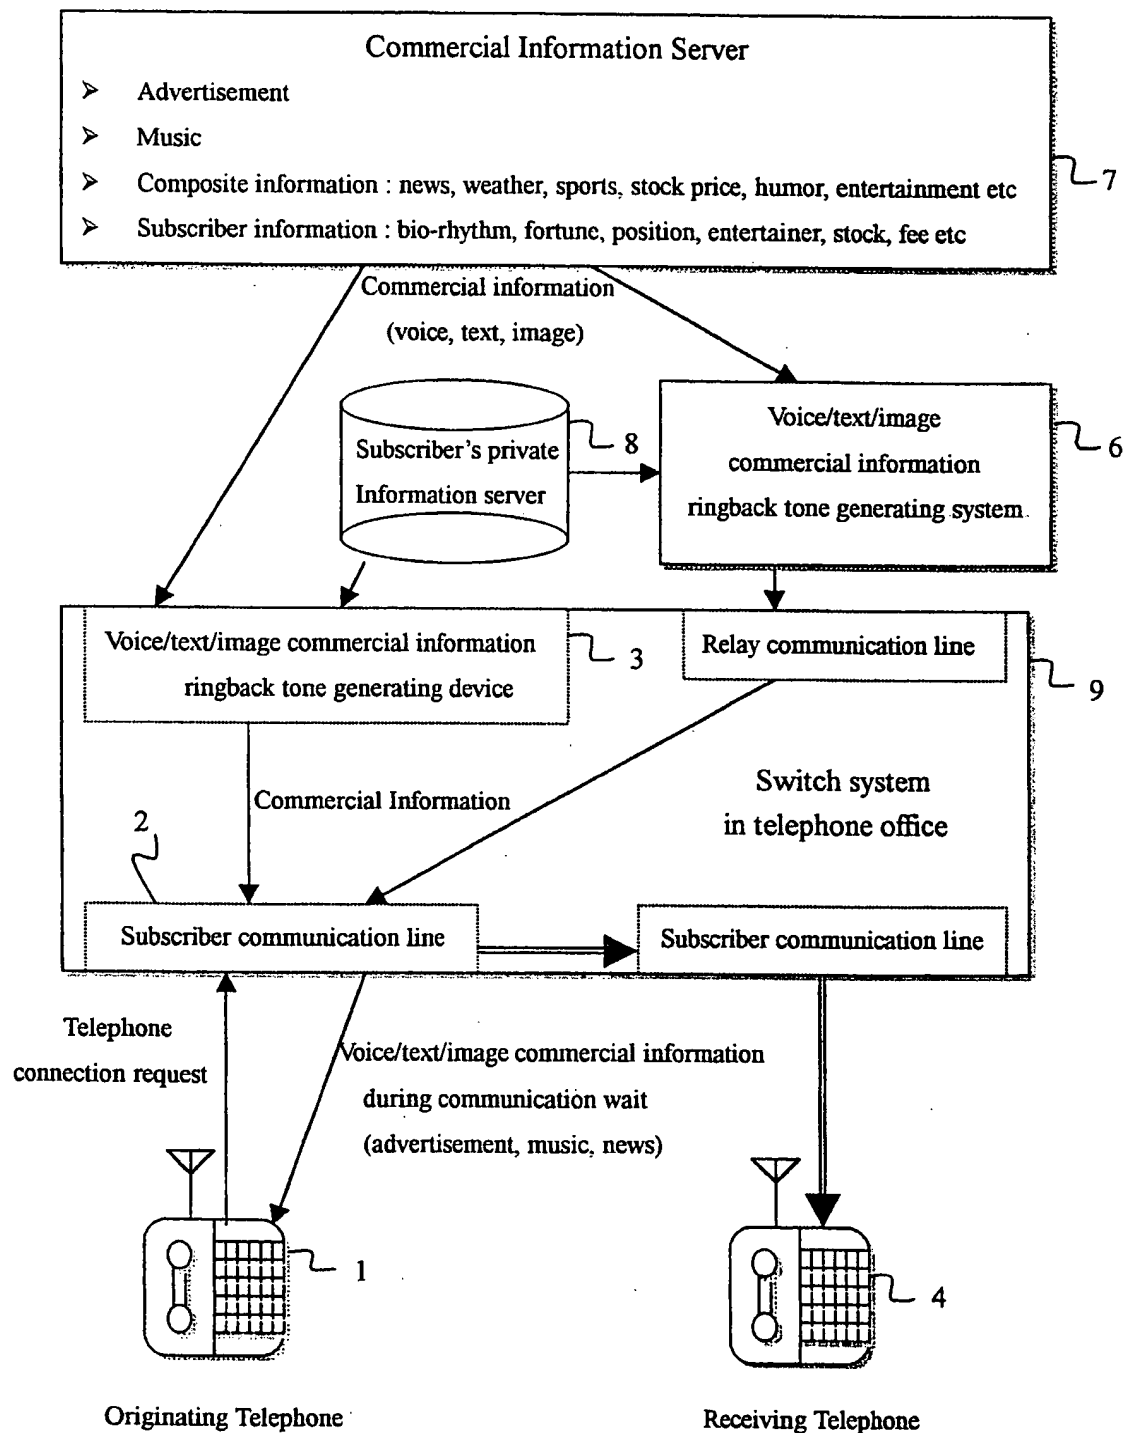 Commercial Information Server
➢ Advertisement
➢ Music
➢ Composite information : news, weather, sports, stock price, humor, entertainment etc
➢ Subscriber information : bio-rhythm, fortune, position, entertainer, stock, fee etc
7
Commercial information
(voice, text, image)
Subscriber's private
Information server
8
Voice/text/image
commercial information
ringback tone generating system
6
Voice/text/image commercial information
ringback tone generating device
3
Relay communication line
9
Commercial Information
Switch system
in telephone office
2
Subscriber communication line
Subscriber communication line
Telephone
connection request
Voice/text/image commercial information
during communication wait
(advertisement, music, news)
1
4
Originating Telephone
Receiving Telephone